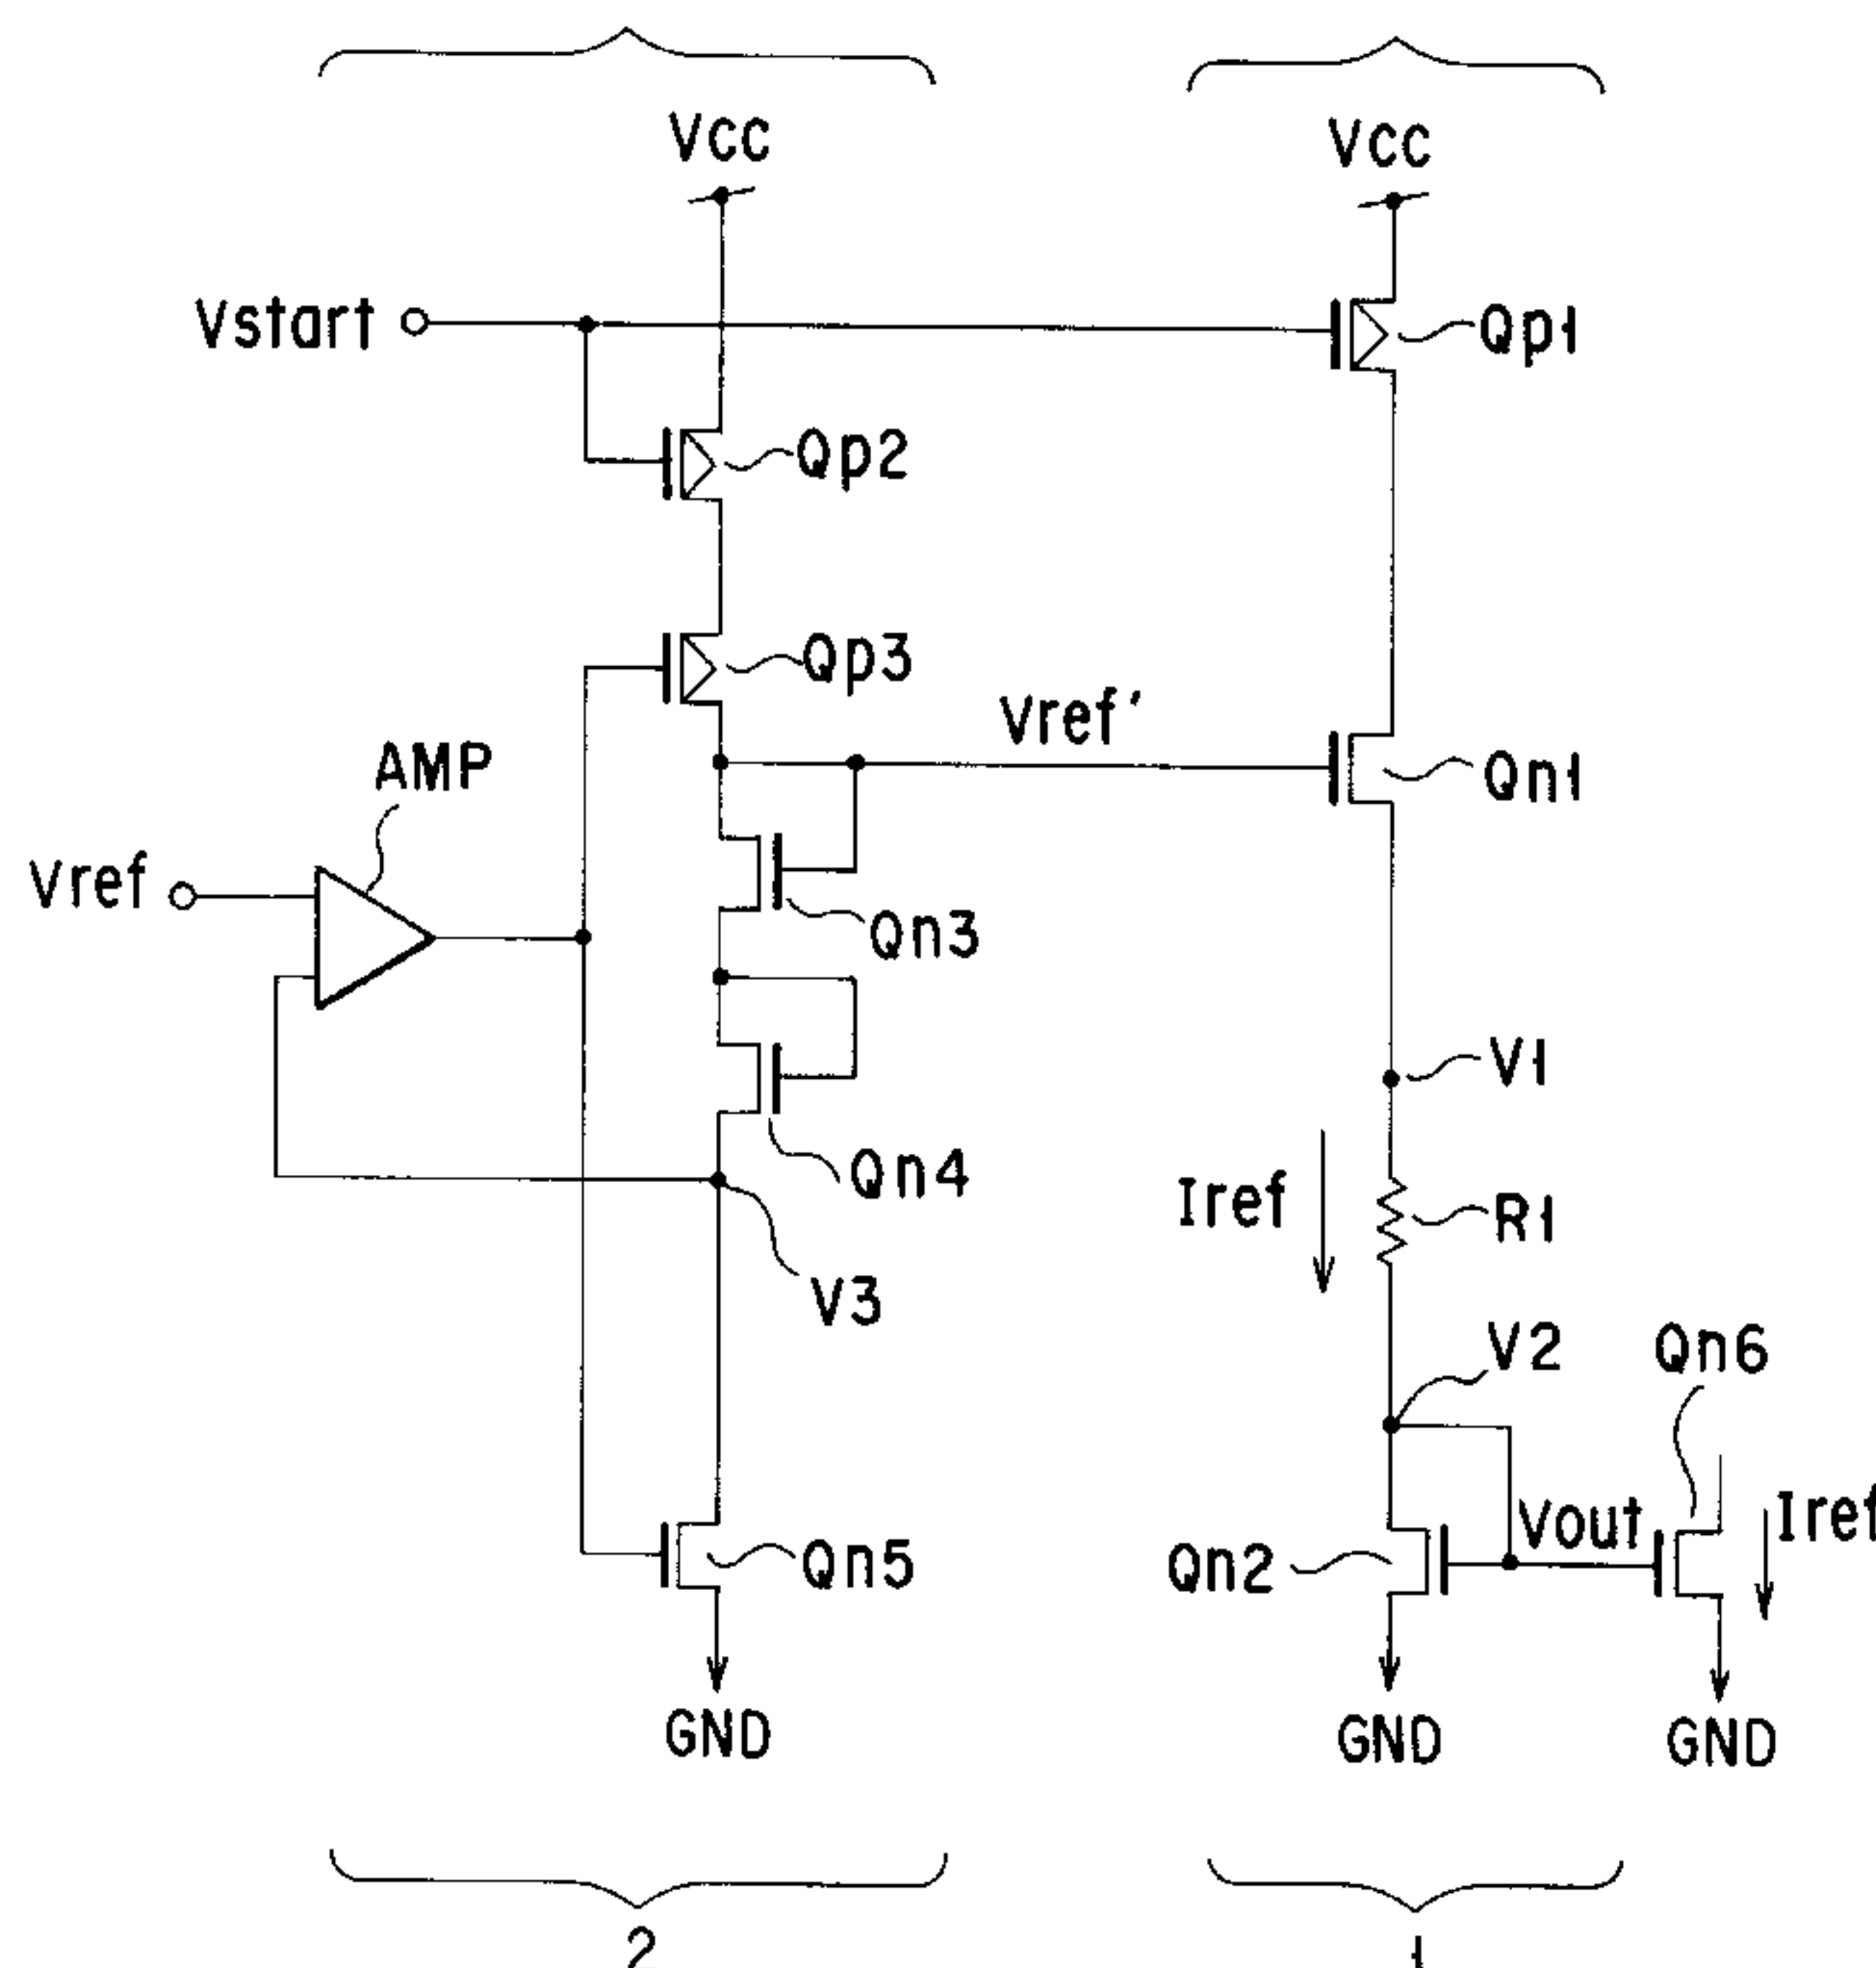 Vcc
Vcc
Vstart
Qp1
Qp2
Qp3
Vref'
AMP
Qn1
Vref
Qn3
V1
Qn4
Iref
R1
V3
V2
Qn6
Vout
Iref
Qn5
Qn2
GND
GND
GND
2
1